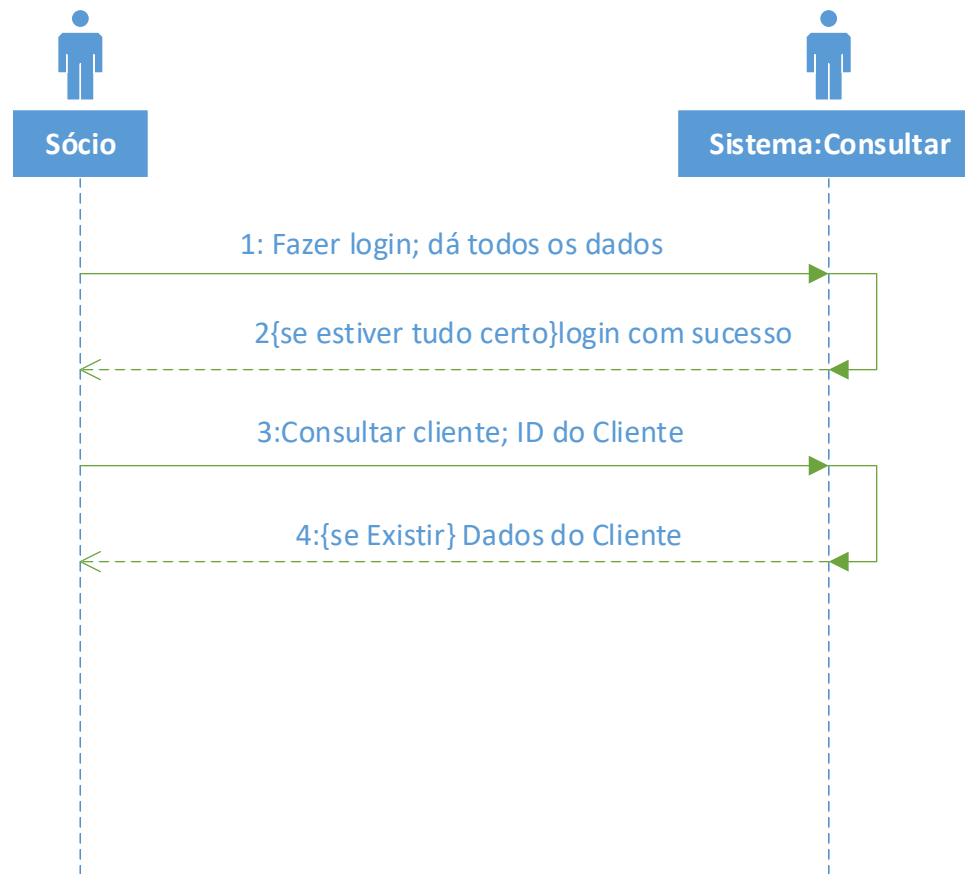 Sócio
Sistema:Consultar
1: Fazer login; dá todos os dados
2{se estiver tudo certo}login com sucesso
3:Consultar cliente; ID do Cliente
4:{se Existir} Dados do Cliente